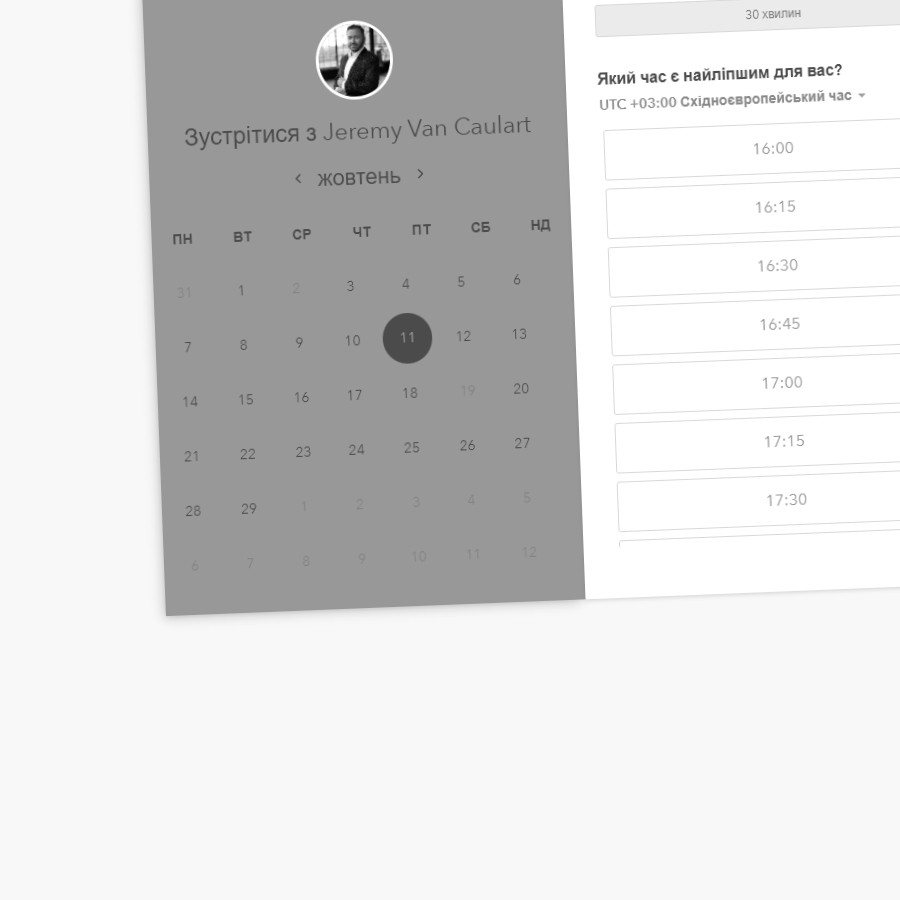 Зустрітися з Jeremy Van Caulart
‹ жовтень ›
ПН ВТ СР ЧТ ПТ СБ НД
31 1 2 3 4 5 6
7 8 9 10 11 12 13
14 15 16 17 18 19 20
21 22 23 24 25 26 27
28 29 1 2 3 4 5
6 7 8 9 10 11 12
30 хвилин
Який час є найліпшим для вас?
UTC +03:00 Східноєвропейський час
16:00
16:15
16:30
16:45
17:00
17:15
17:30